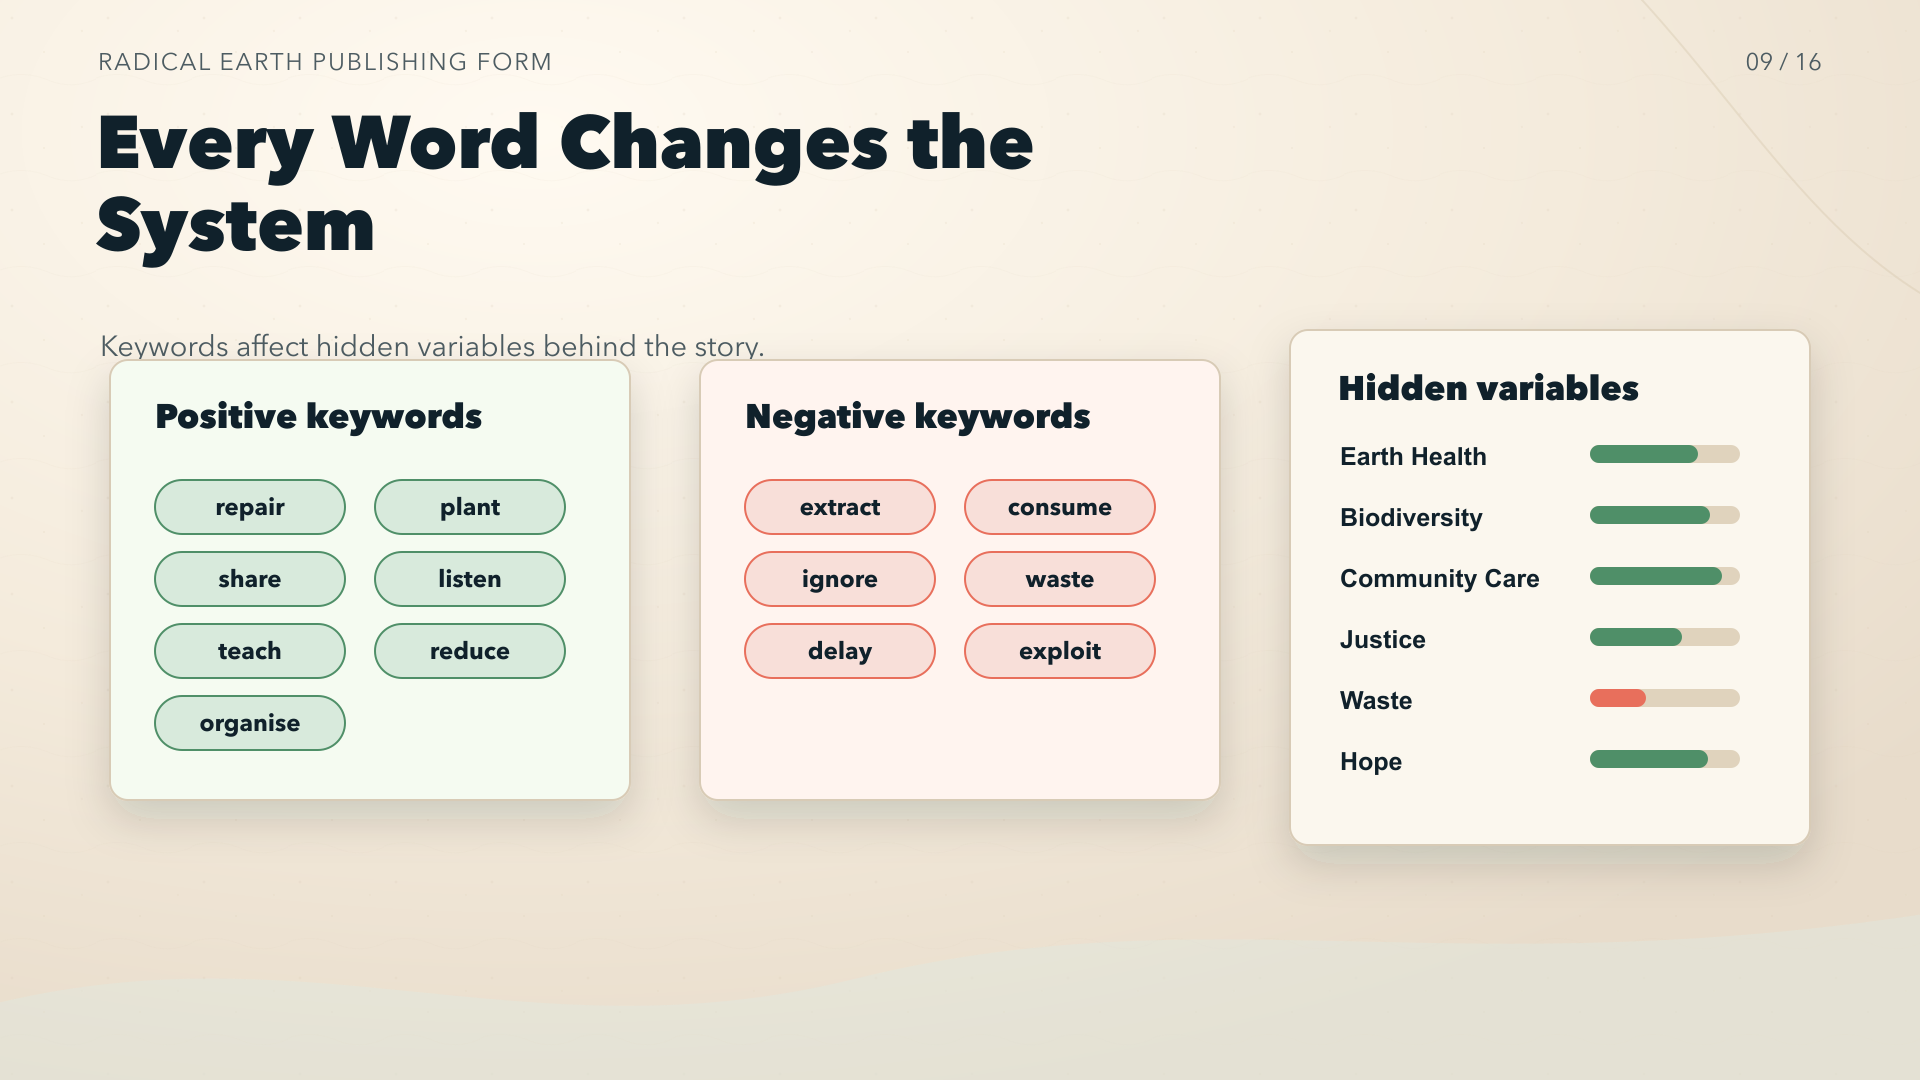 RADICAL EARTH PUBLISHING FORM
09 / 16
Every Word Changes the
System
Keywords affect hidden variables behind the story.
Positive keywords
repair
plant
share
listen
teach
reduce
organise
Negative keywords
extract
consume
ignore
waste
delay
exploit
Hidden variables
Earth Health
Biodiversity
Community Care
Justice
Waste
Hope